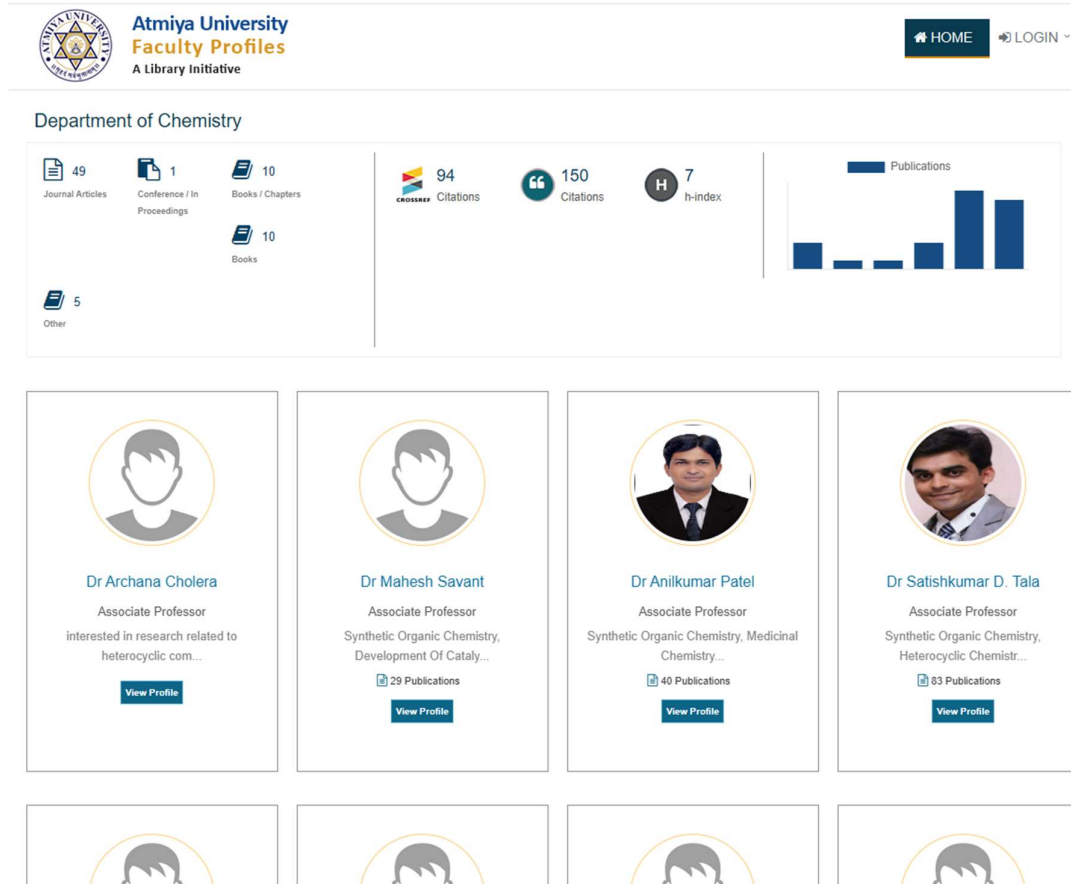 Atmiya University
Faculty Profiles
A Library Initiative
HOME
LOGIN
Department of Chemistry
49
Journal Articles
1
Conference / In
Proceedings
10
Books / Chapters
10
Books
5
Other
CROSSREF
94
Citations
150
Citations
H
7
h-index
Publications
Dr Archana Cholera
Associate Professor
interested in research related to
heterocyclic com...
View Profile
Dr Mahesh Savant
Associate Professor
Synthetic Organic Chemistry,
Development Of Cataly...
29 Publications
View Profile
Dr Anilkumar Patel
Associate Professor
Synthetic Organic Chemistry, Medicinal
Chemistry...
40 Publications
View Profile
Dr Satishkumar D. Tala
Associate Professor
Synthetic Organic Chemistry,
Heterocyclic Chemistr...
83 Publications
View Profile